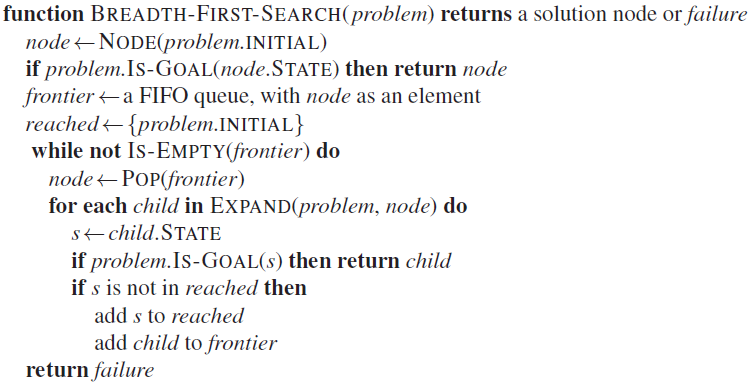 function BREADTH-FIRST-SEARCH(problem) returns a solution node or failure
node ← NODE(problem.INITIAL)
if problem.IS-GOAL(node.STATE) then return node
frontier ← a FIFO queue, with node as an element
reached ← {problem.INITIAL}
while not IS-EMPTY(frontier) do
node ← POP(frontier)
for each child in EXPAND(problem, node) do
s ← child.STATE
if problem.IS-GOAL(s) then return child
if s is not in reached then
add s to reached
add child to frontier
return failure